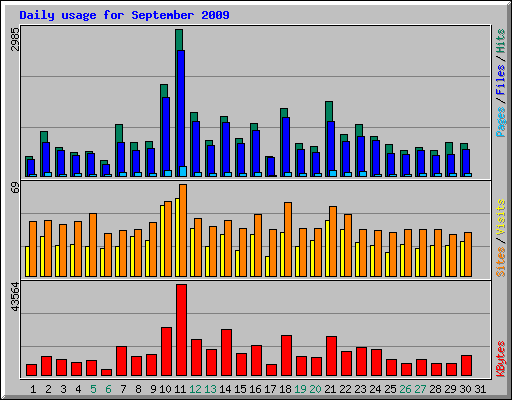 Daily usage for September 2009
2985
Pages / Files / Hits
69
Sites / Visits
43564
KBytes
1 2 3 4 5 6 7 8 9 10 11 12 13 14 15 16 17 18 19 20 21 22 23 24 25 26 27 28 29 30 31